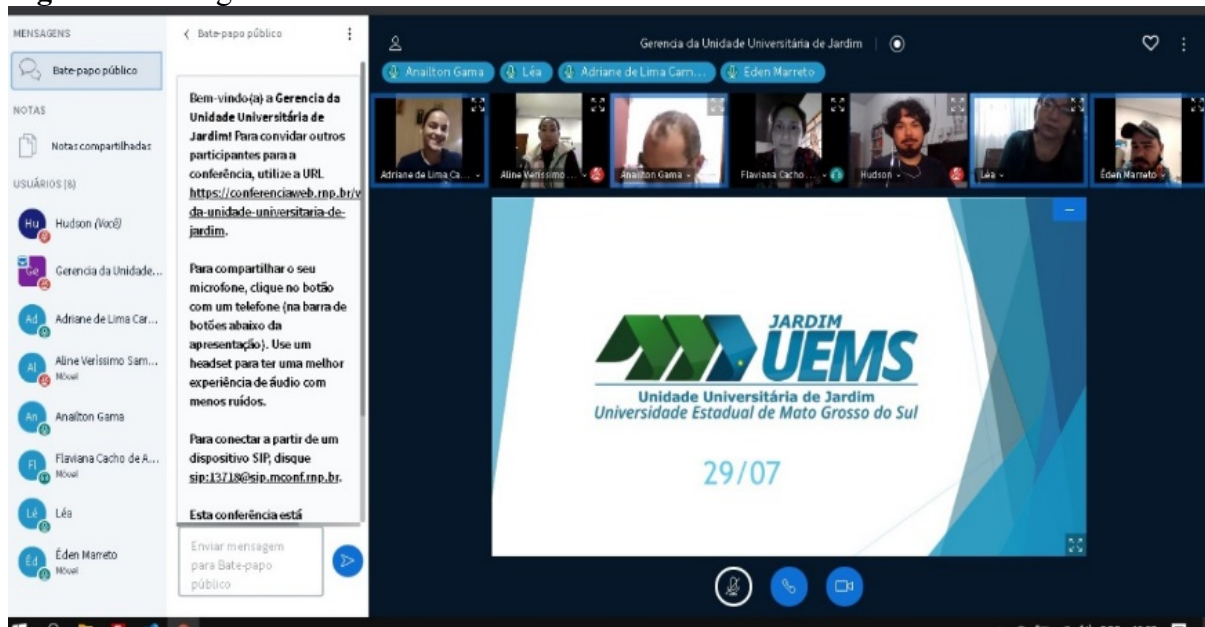 MENSAGENS
Bate-papo público
NOTAS
Notas compartilhadas
USUÁRIOS (8)
Hu
Hudson (Você)
Ge
Gerencia da Unidade...
Ad
Adriane de Lima Car...
Al
Aline Veríssimo Sam...
Móvel
An
Anailton Gama
Fl
Flaviana Cacho de A...
Móvel
Lé
Léa
Éd
Éden Marreto
Móvel
Bate-papo público
Bem-vindo(a) a Gerencia da
Unidade Universitária de
Jardim! Para convidar outros
participantes para a
conferência, utilize a URL
https://conferenciaweb.rnp.br/v
da-unidade-universitaria-de-
jardim.
Para compartilhar o seu
microfone, clique no botão
com um telefone (na barra de
botões abaixo da
apresentação). Use um
headset para ter uma melhor
experiência de áudio com
menos ruídos.
Para conectar a partir de um
dispositivo SIP, disque
sip:13718@sip.mconf.rnp.br.
Esta conferência está
Enviar mensagem
para Bate-papo
público
Gerencia da Unidade Universitária de Jardim
Anailton Gama
Léa
Adriane de Lima Carn...
Éden Marreto
Adriane de Lima Ca...
Aline Veríssimo ...
Anailton Gama
Flaviana Cacho ...
Hudson
Léa
Éden Marreto
JARDIM
UEMS
Unidade Universitária de Jardim
Universidade Estadual de Mato Grosso do Sul
29/07